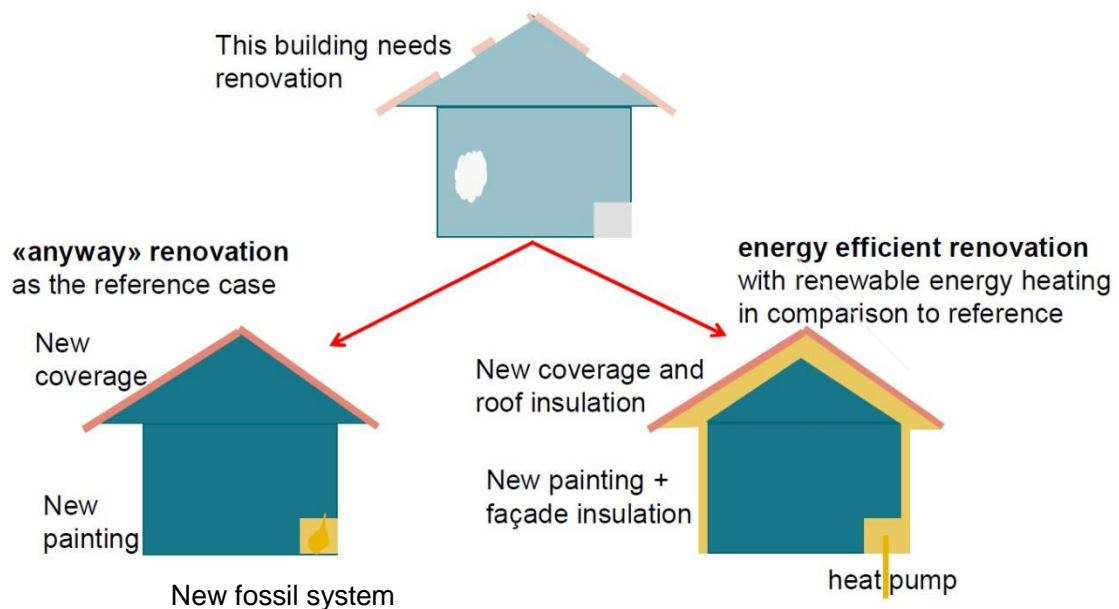 This building needs
renovation
«anyway» renovation
as the reference case
energy efficient renovation
with renewable energy heating
in comparison to reference
New
coverage
New
painting
New fossil system
New coverage and
roof insulation
New painting +
façade insulation
heat pump